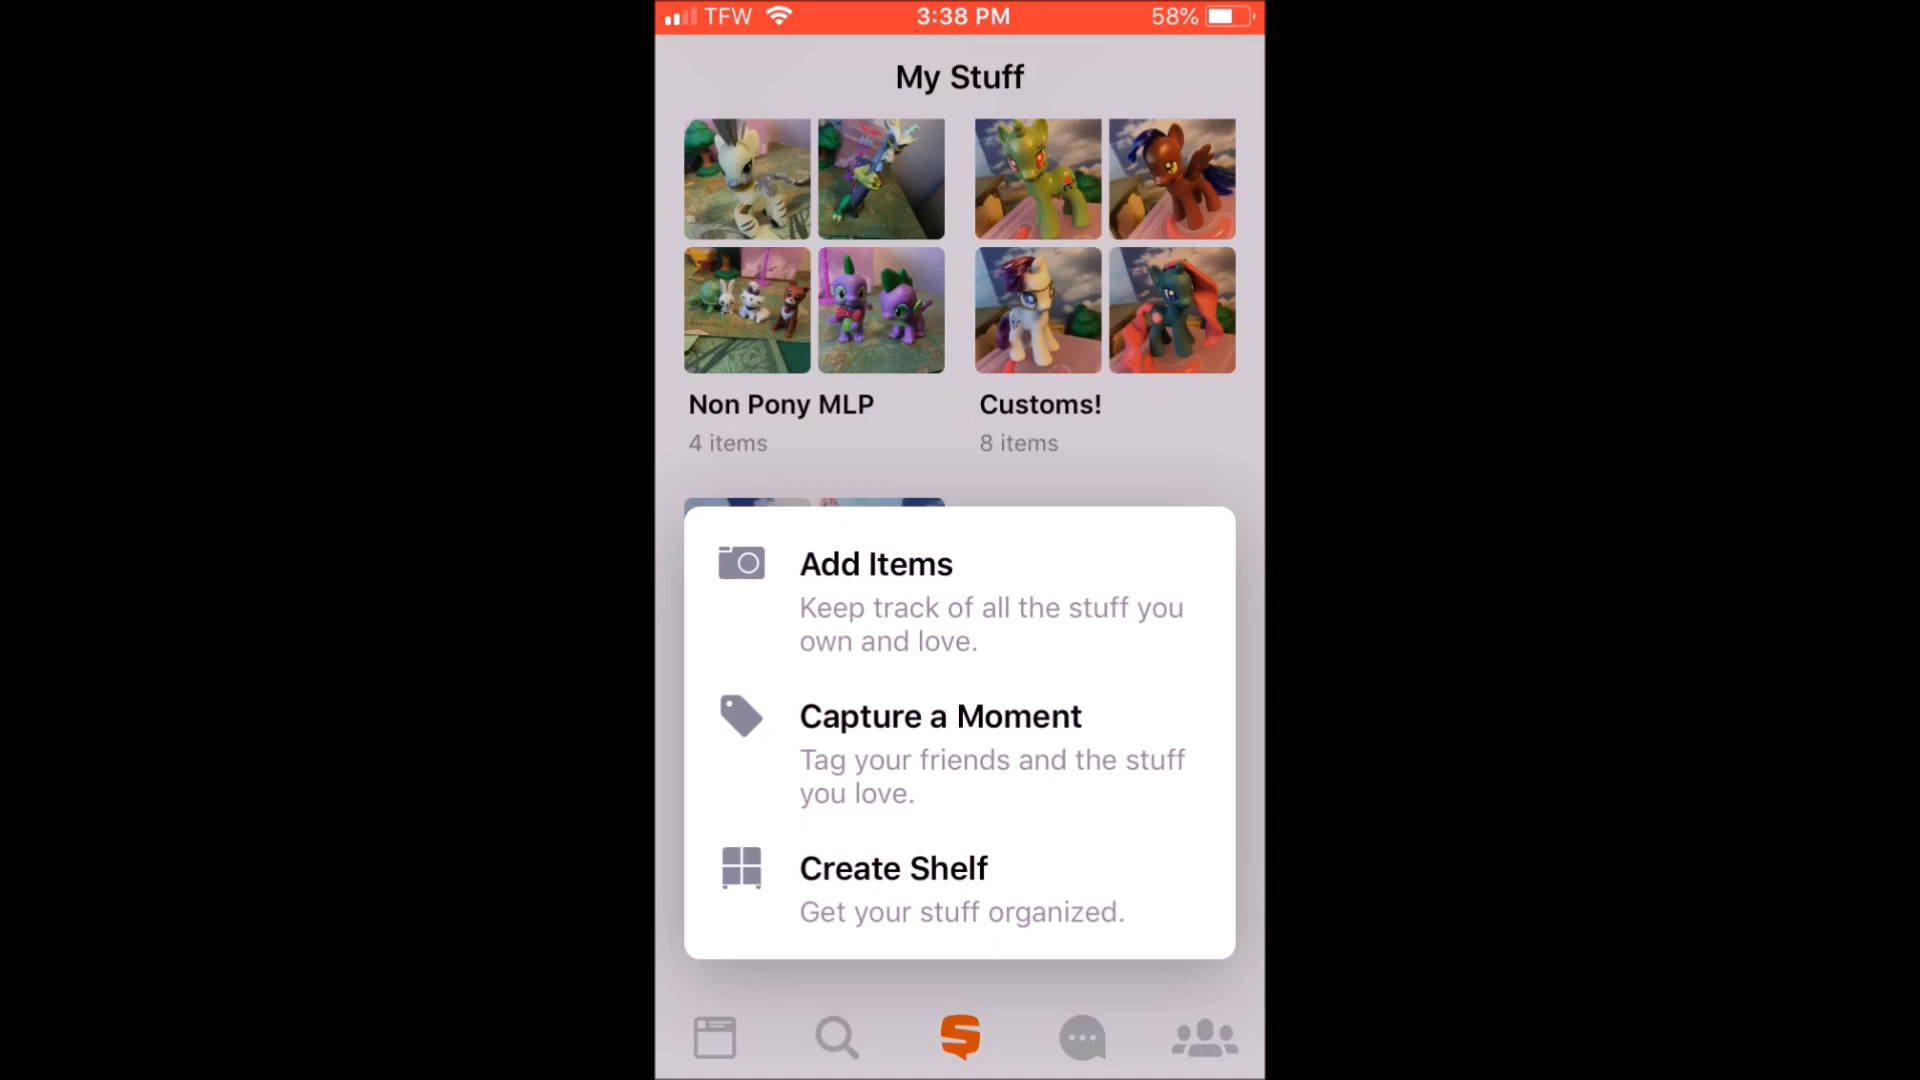 TFW 3:38 PM 58%
My Stuff
Non Pony MLP
4 items
Customs!
8 items
Add Items
Keep track of all the stuff you
own and love.
Capture a Moment
Tag your friends and the stuff
you love.
Create Shelf
Get your stuff organized.